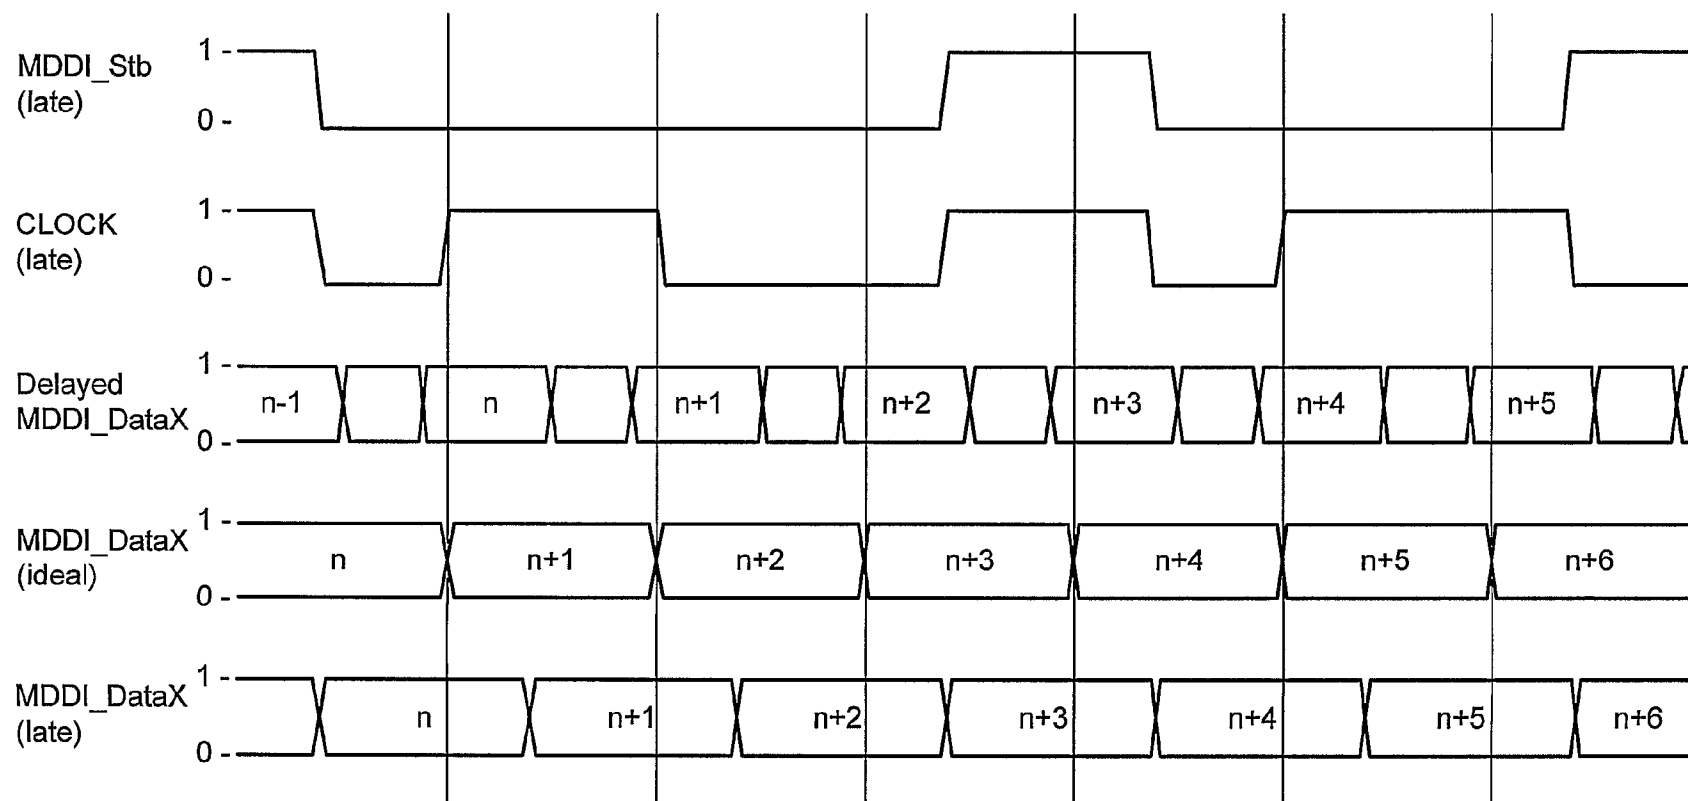 MDDI_Stb
(late)
1 -
0 -
CLOCK
(late)
1 -
0 -
Delayed
MDDI_DataX
1 -
0 -
n-1 n n+1 n+2 n+3 n+4 n+5
MDDI_DataX
(ideal)
1 -
0 -
n n+1 n+2 n+3 n+4 n+5 n+6
MDDI_DataX
(late)
1 -
0 -
n n+1 n+2 n+3 n+4 n+5 n+6